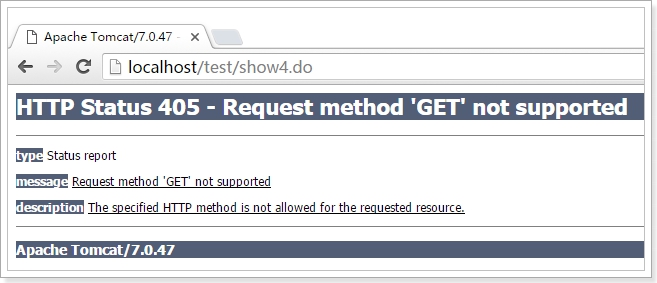 Apache Tomcat/7.0.47 -
localhost/test/show4.do
HTTP Status 405 - Request method 'GET' not supported
type Status report
message Request method 'GET' not supported
description The specified HTTP method is not allowed for the requested resource.
Apache Tomcat/7.0.47